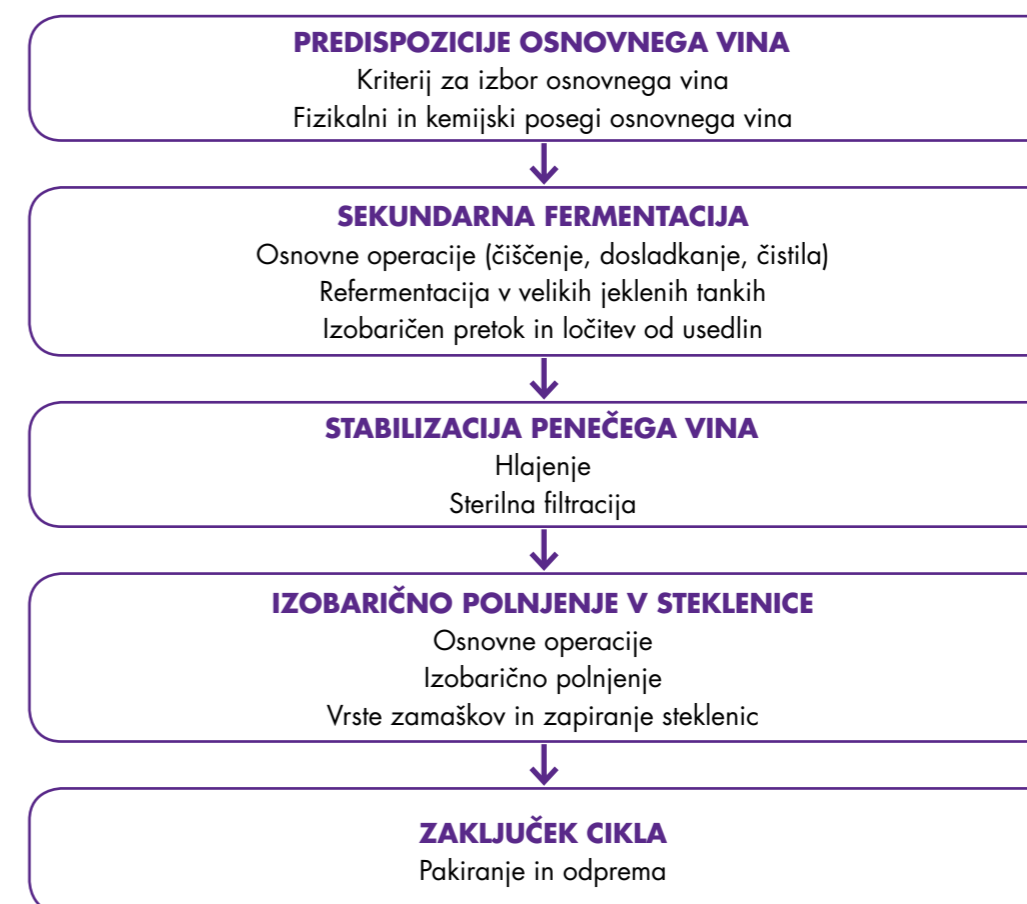 PREDISPOZICIJE OSNOVNEGA VINA
Kriterij za izbor osnovnega vina
Fizikalni in kemijski posegi osnovnega vina
SEKUNDARNA FERMENTACIJA
Osnovne operacije (čiščenje, dosladkanje, čistila)
Refermentacija v velikih jeklenih tankih
Izobaričen pretok in ločitev od usedlin
STABILIZACIJA PENEČEGA VINA
Hlajenje
Sterilna filtracija
IZOBARIČNO POLNJENJE V STEKLENICE
Osnovne operacije
Izobarično polnjenje
Vrste zamaškov in zapiranje steklenic
ZAKLJUČEK CIKLA
Pakiranje in odprema